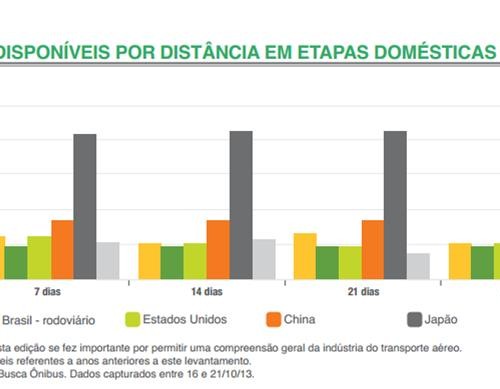 DISPONÍVEIS POR DISTÂNCIA EM ETAPAS DOMÉSTICAS
7 dias 14 dias 21 dias
Brasil - rodoviário Estados Unidos China Japão
sta edição se fez importante por permitir uma compreensão geral da indústria do transporte aéreo.
eis referentes a anos anteriores a este levantamento.
Busca Ônibus. Dados capturados entre 16 e 21/10/13.